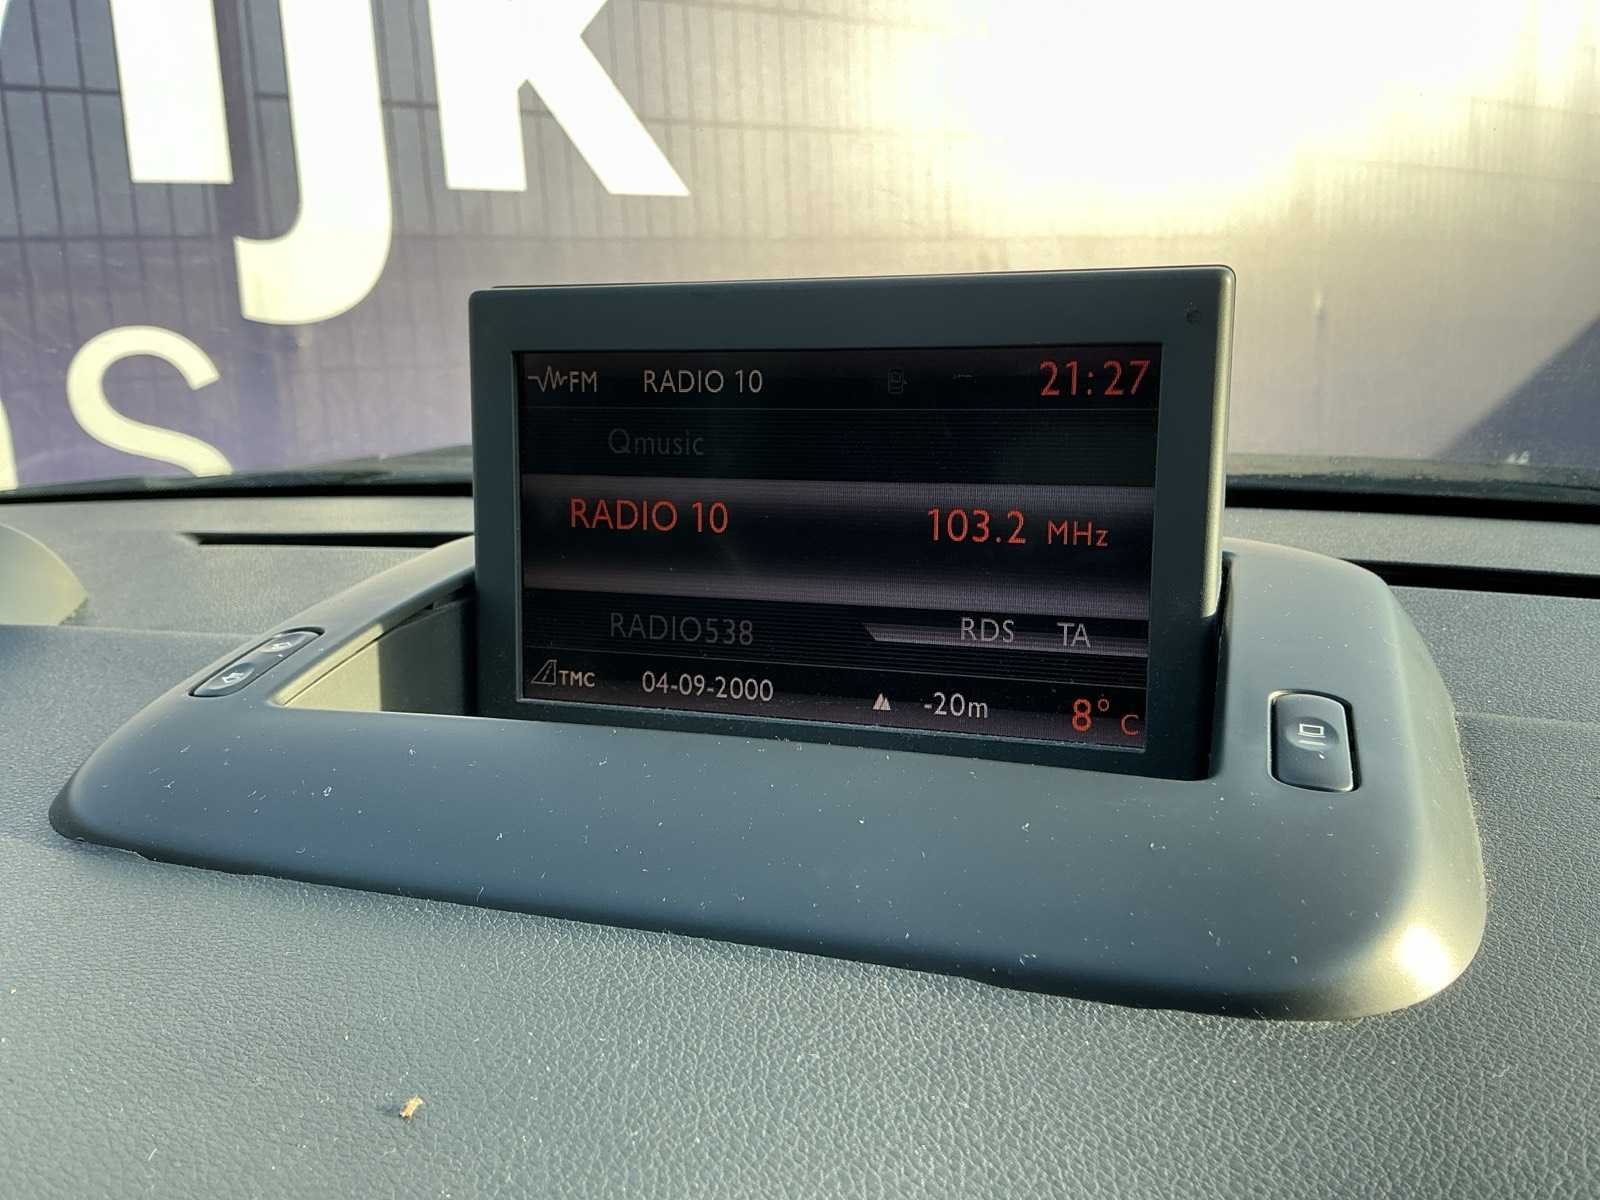 ijk
s
FM RADIO 10 21:27
Qmusic
RADIO 10 103.2 MHz
RADIO538 RDS TA
TMC 04-09-2000 -20m 8° C